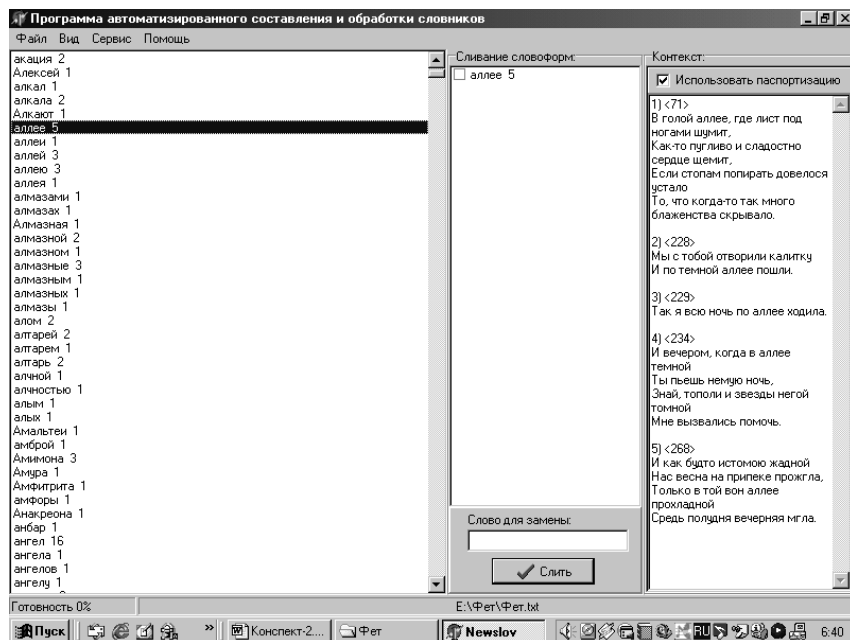 Программа автоматизированного составления и обработки словников
Файл Вид Сервис Помощь
акация 2
Алексей 1
алкал 1
алкала 2
Алкают 1
аллее 5
аллеи 1
аллей 3
аллею 3
аллея 1
алмазами 1
алмазах 1
Алмазная 1
алмазной 2
алмазном 1
алмазные 3
алмазным 1
алмазных 1
алмазы 1
алом 2
алтарей 2
алтарем 1
алтарь 2
алчной 1
алчностью 1
алым 1
алых 1
Амальтеи 1
амброй 1
Амимона 3
Амура 1
Амфитрита 1
амфоры 1
Анакреона 1
анбар 1
ангел 16
ангела 1
ангелов 1
ангелу 1
Сливание словоформ:
аллее 5
Слово для замены:
Слить
Контекст:
Использовать паспортизацию
1) <71>
В голой аллее, где лист под
ногами шумит,
Как-то пугливо и сладостно
сердце щемит,
Если стопам попирать довелося
устало
То, что когда-то так много
блаженства скрывало.
2) <228>
Мы с тобой отворили калитку
И по темной аллее пошли.
3) <229>
Так я всю ночь по аллее ходила.
4) <234>
И вечером, когда в аллее
темной
Ты пьешь немую ночь,
Знай, тополи и звезды негой
томной
Мне вызвались помочь.
5) <268>
И как будто истомою жадной
Нас весна на припеке прожгла,
Только в той вон аллее
прохладной
Средь полудня вечерняя мгла.
Готовность 0%
E:\Фет\Фет.txt
Пуск » Конспект-2.... Фет Newslov RU 6:40